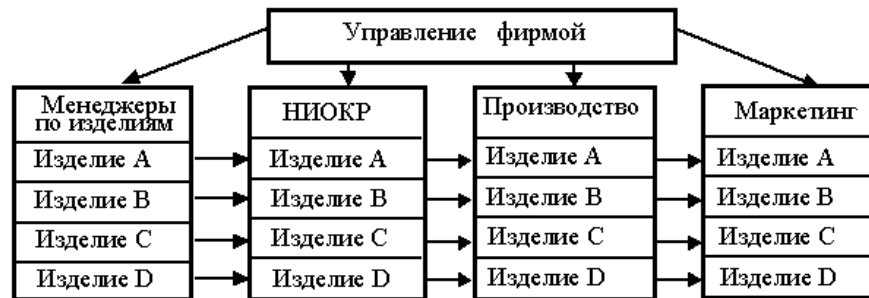 Управление фирмой
Менеджеры
по изделиям
НИОКР
Производство
Маркетинг
Изделие A
Изделие A
Изделие A
Изделие A
Изделие B
Изделие B
Изделие B
Изделие B
Изделие C
Изделие C
Изделие C
Изделие C
Изделие D
Изделие D
Изделие D
Изделие D